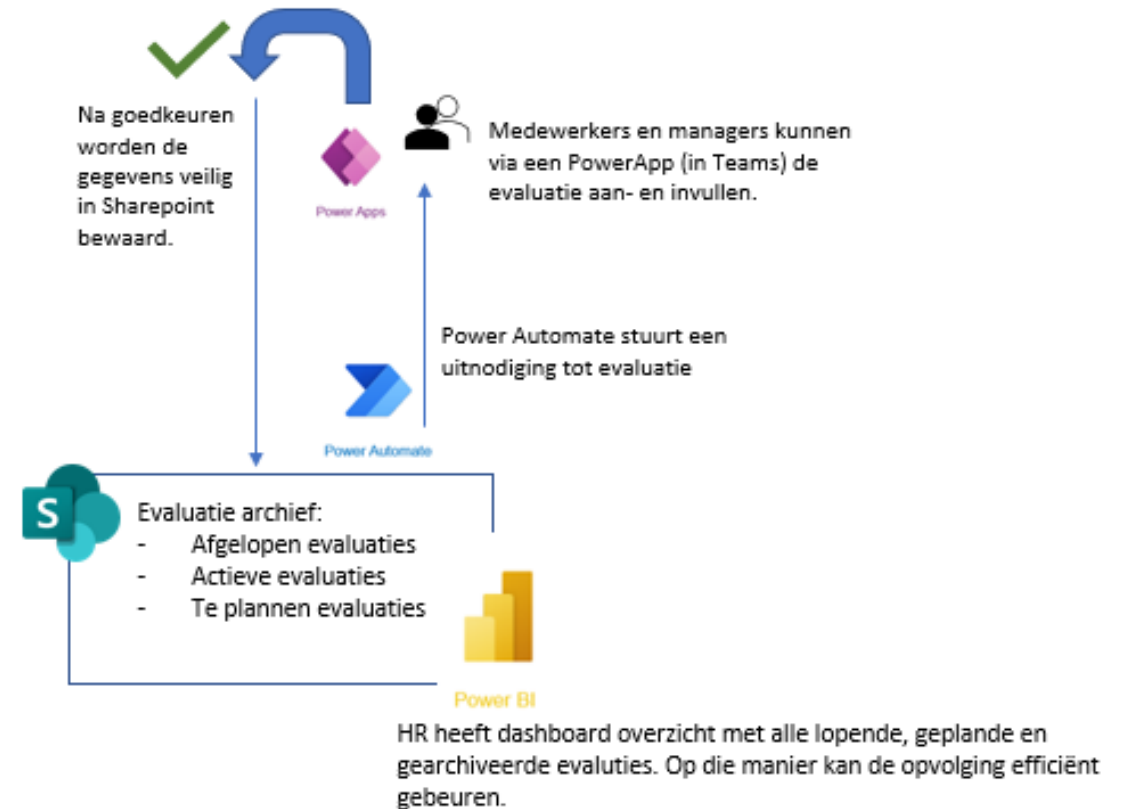 Na goedkeuren
worden de
gegevens veilig
in Sharepoint
bewaard.
Medewerkers en managers kunnen
via een PowerApp (in Teams) de
evaluatie aan- en invullen.
Power Apps
Power Automate stuurt een
uitnodiging tot evaluatie
Power Automate
S
Evaluatie archief:
- Afgelopen evaluaties
- Actieve evaluaties
- Te plannen evaluaties
Power BI
HR heeft dashboard overzicht met alle lopende, geplande en
gearchiveerde evaluties. Op die manier kan de opvolging efficiënt
gebeuren.